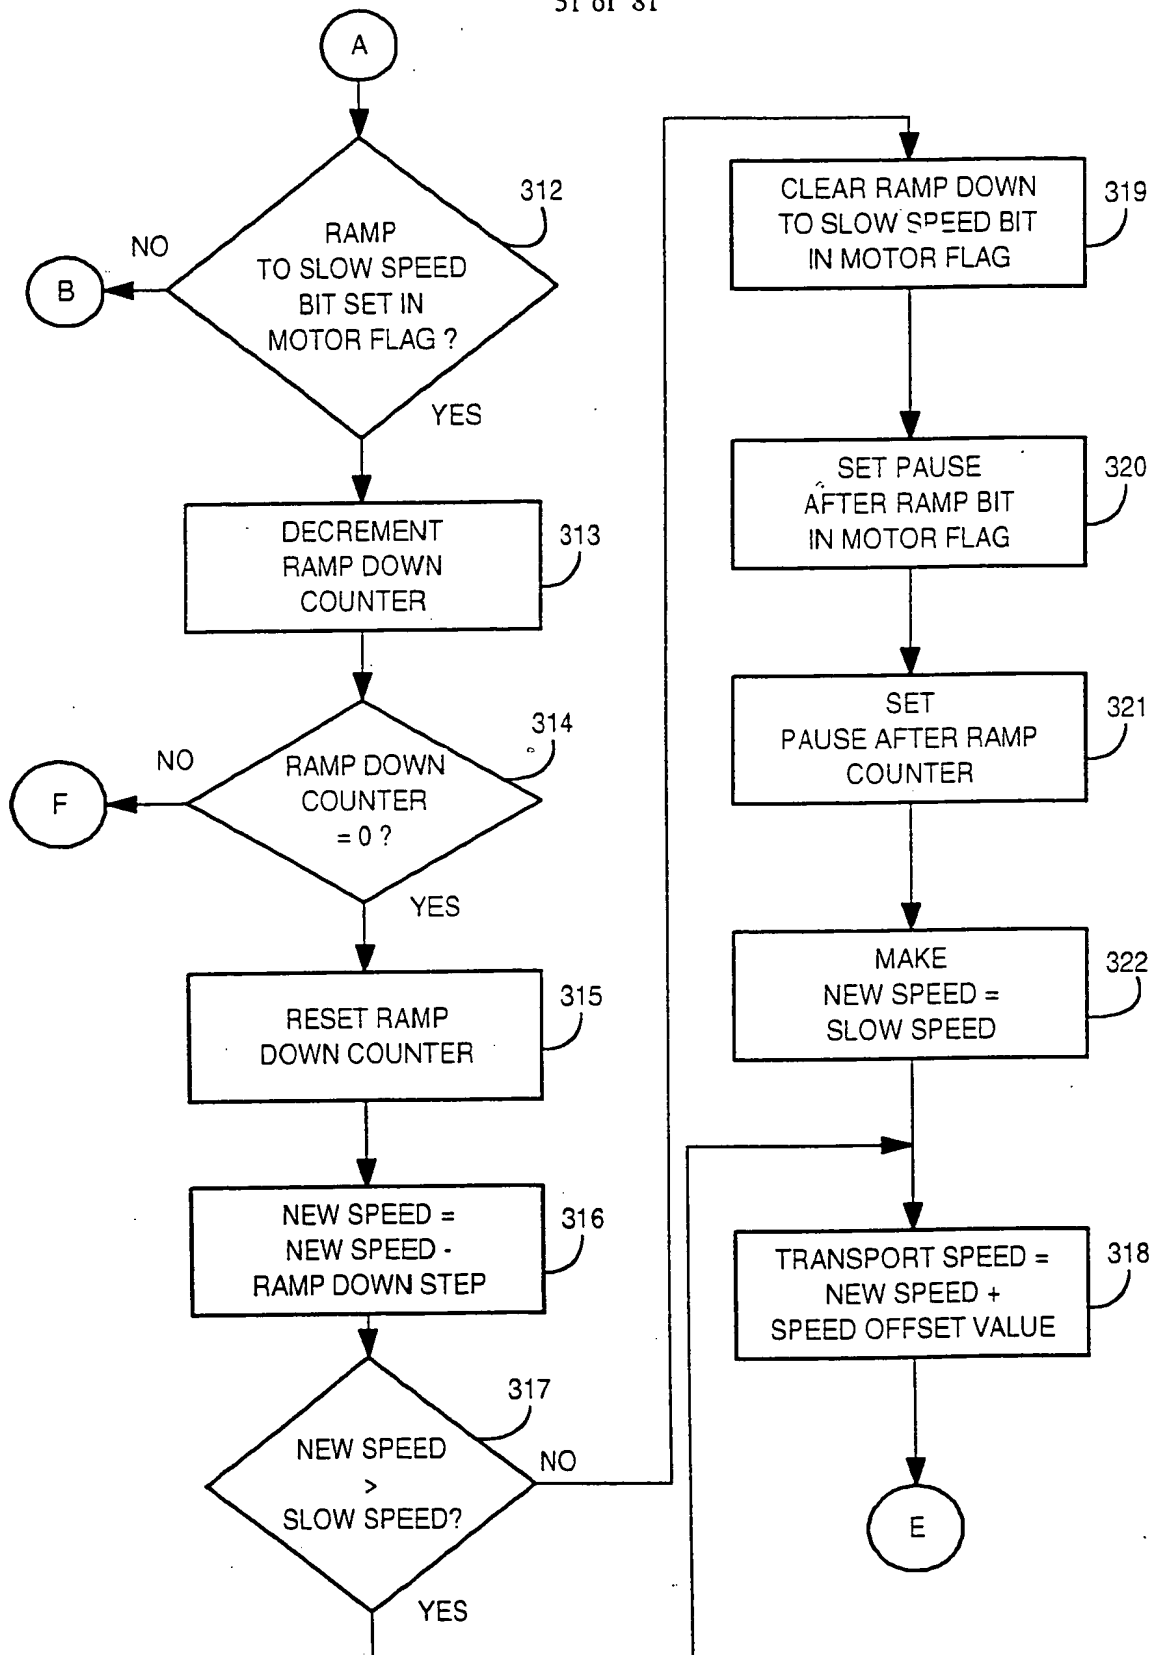 51 of 81
A
312
RAMP
TO SLOW SPEED
BIT SET IN
MOTOR FLAG ?
NO
B
YES
DECREMENT
RAMP DOWN
COUNTER
313
314
RAMP DOWN
COUNTER
= 0 ?
NO
F
YES
RESET RAMP
DOWN COUNTER
315
NEW SPEED =
NEW SPEED -
RAMP DOWN STEP
316
317
NEW SPEED
>
SLOW SPEED?
NO
YES
CLEAR RAMP DOWN
TO SLOW SPEED BIT
IN MOTOR FLAG
319
SET PAUSE
AFTER RAMP BIT
IN MOTOR FLAG
320
SET
PAUSE AFTER RAMP
COUNTER
321
MAKE
NEW SPEED =
SLOW SPEED
322
TRANSPORT SPEED =
NEW SPEED +
SPEED OFFSET VALUE
318
E